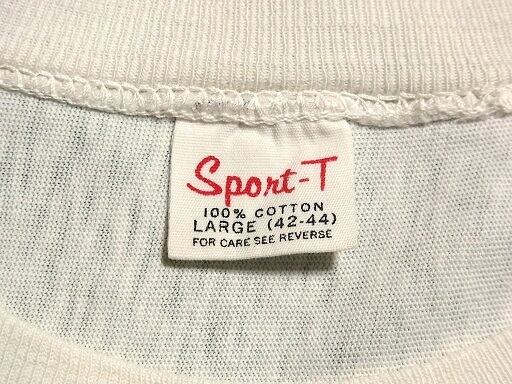 Sport-T
100% COTTON
LARGE (42-44)
FOR CARE SEE REVERSE